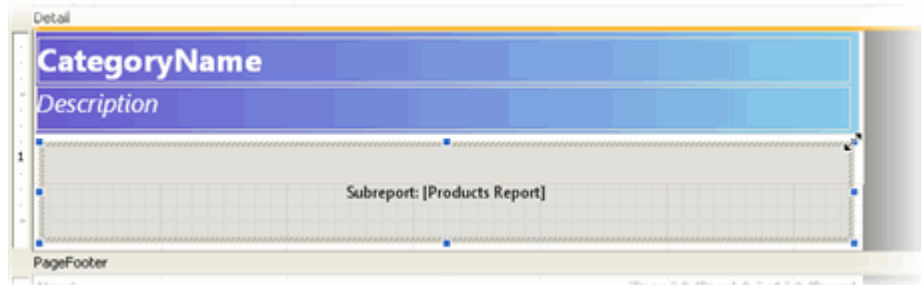 Detail
CategoryName
Description
1
Subreport: [Products Report]
PageFooter